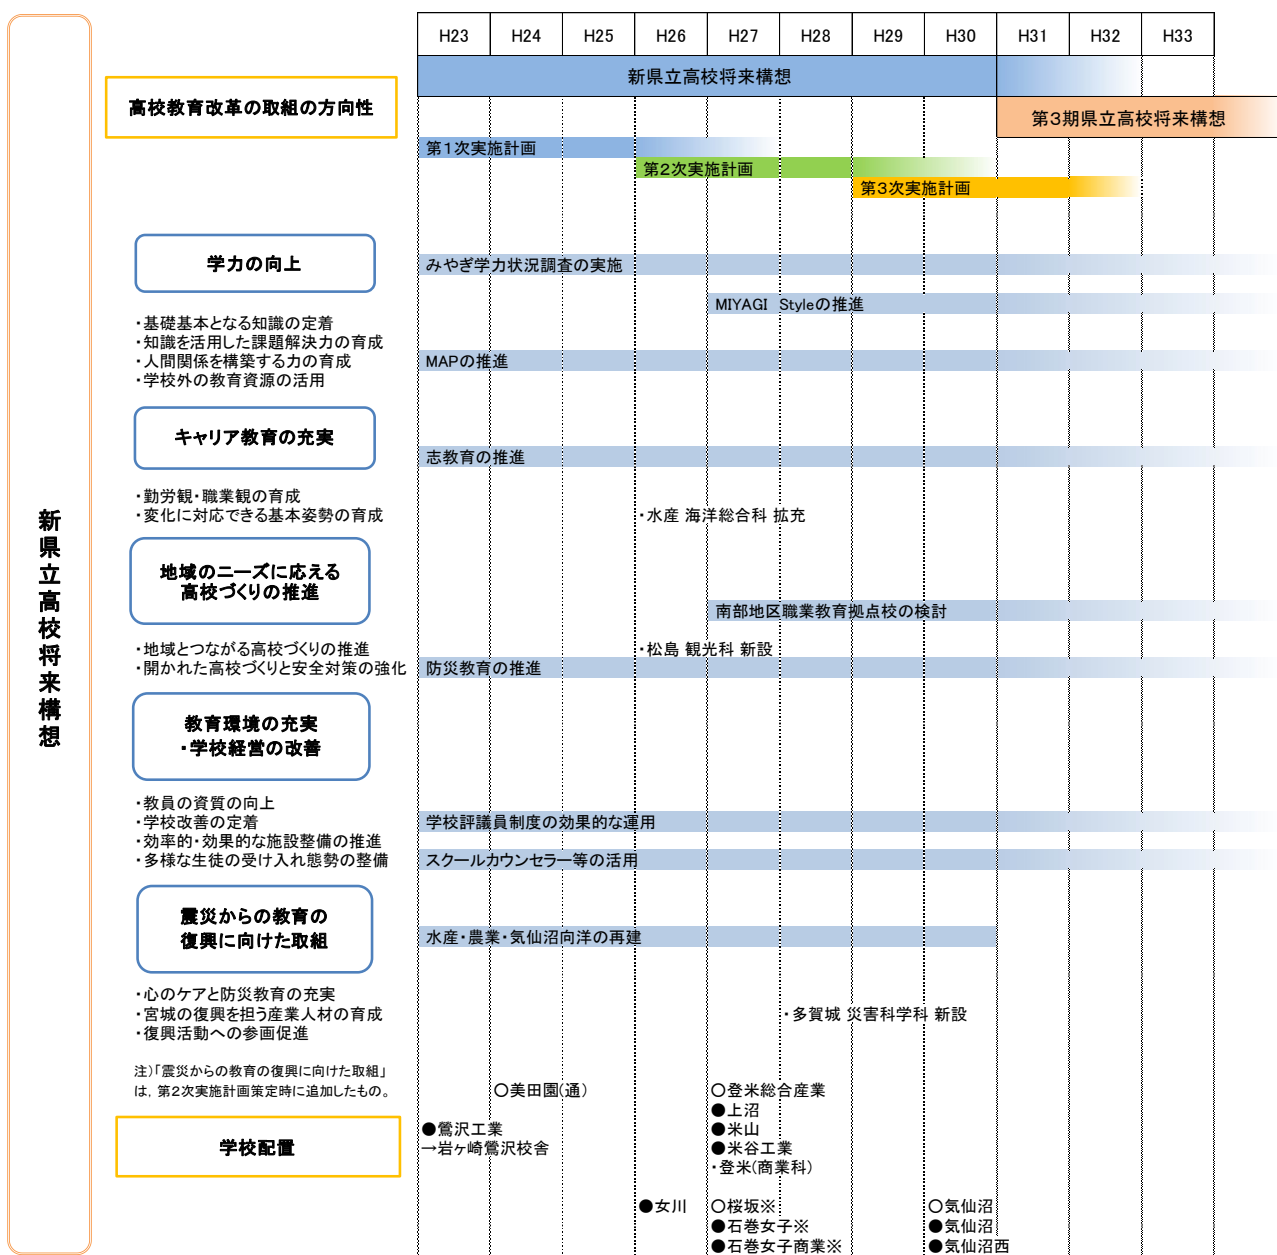 新県立高校将来構想
H23 H24 H25 H26 H27 H28 H29 H30 H31 H32 H33
新県立高校将来構想
高校教育改革の取組の方向性
第3期県立高校将来構想
第1次実施計画
第2次実施計画
第3次実施計画
学力の向上
みやぎ学力状況調査の実施
MIYAGI Styleの推進
・基礎基本となる知識の定着
・知識を活用した課題解決力の育成
・人間関係を構築する力の育成
・学校外の教育資源の活用
MAPの推進
キャリア教育の充実
志教育の推進
・勤労観・職業観の育成
・変化に対応できる基本姿勢の育成
・水産 海洋総合科 拡充
地域のニーズに応える
高校づくりの推進
南部地区職業教育拠点校の検討
・地域とつながる高校づくりの推進
・開かれた高校づくりと安全対策の強化
・松島 観光科 新設
防災教育の推進
教育環境の充実
・学校経営の改善
・教員の資質の向上
・学校改善の定着
・効率的・効果的な施設整備の推進
・多様な生徒の受け入れ態勢の整備
学校評議員制度の効果的な運用
スクールカウンセラー等の活用
震災からの教育の
復興に向けた取組
水産・農業・気仙沼向洋の再建
・心のケアと防災教育の充実
・宮城の復興を担う産業人材の育成
・復興活動への参画促進
・多賀城 災害科学科 新設
注)「震災からの教育の復興に向けた取組」
は，第2次実施計画策定時に追加したもの。
学校配置
●鶯沢工業
→岩ヶ崎鶯沢校舎
○美田園(通)
●女川
○登米総合産業
●上沼
●米山
●米谷工業
・登米(商業科)
○桜坂※
●石巻女子※
●石巻女子商業※
○気仙沼
●気仙沼
●気仙沼西